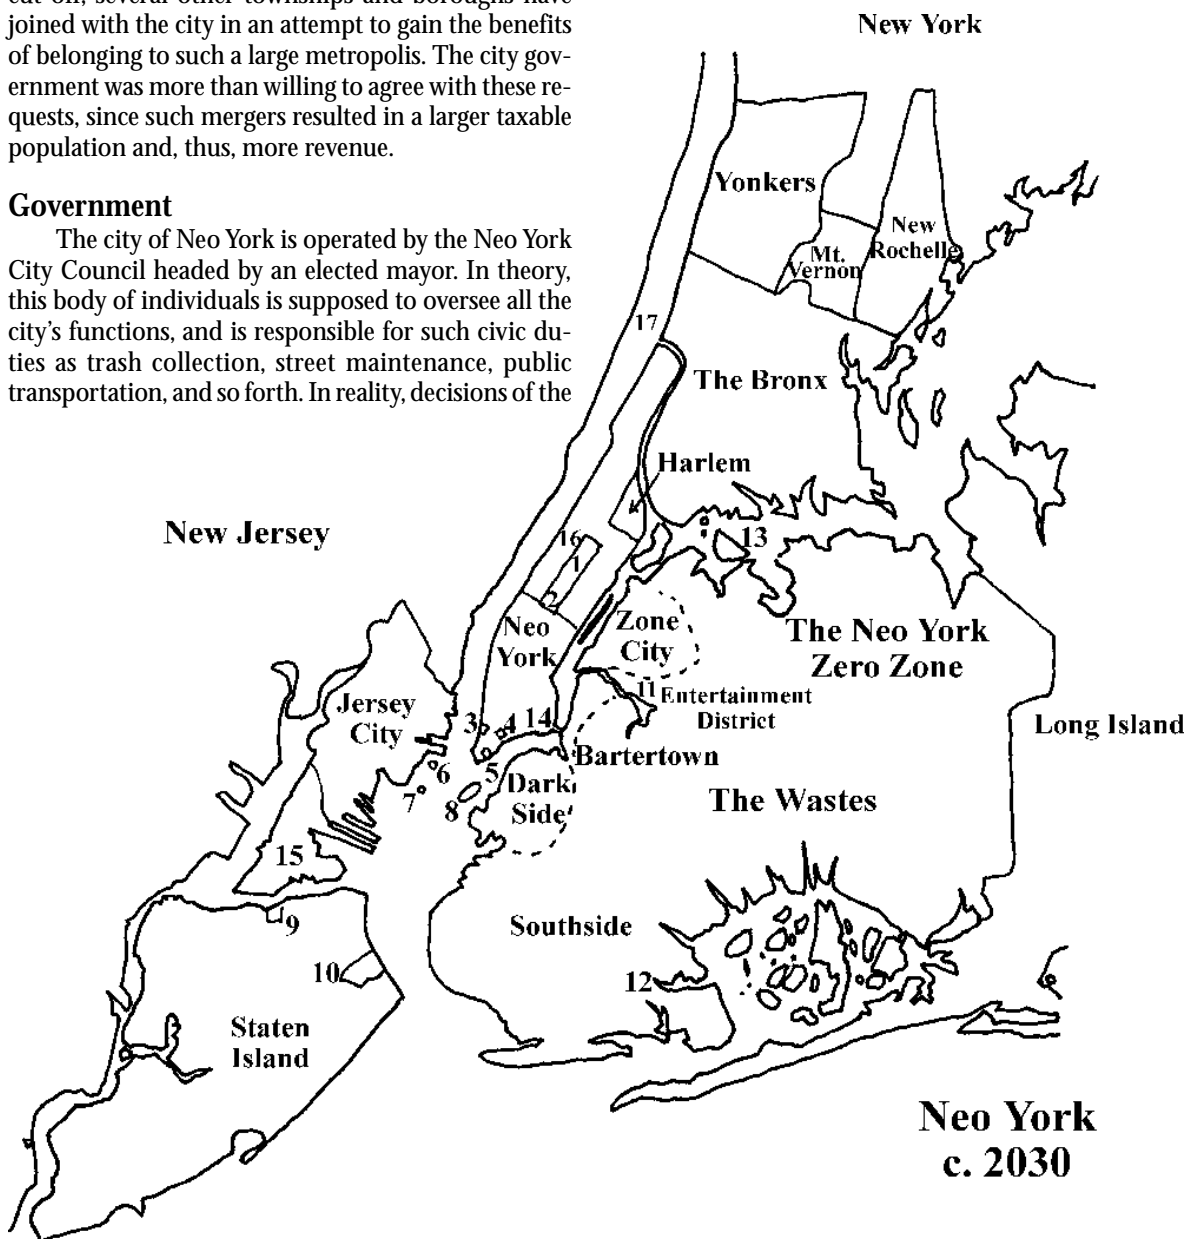 joined with the city in an attempt to gain the benefits
of belonging to such a large metropolis. The city gov-
ernment was more than willing to agree with these re-
quests, since such mergers resulted in a larger taxable
population and, thus, more revenue.
Government
The city of Neo York is operated by the Neo York
City Council headed by an elected mayor. In theory,
this body of individuals is supposed to oversee all the
city's functions, and is responsible for such civic du-
ties as trash collection, street maintenance, public
transportation, and so forth. In reality, decisions of the
New York
Yonkers
New
Rochelle
Mt.
Vernon
17
The Bronx
Harlem
New Jersey
16
1
13
2
Neo
York
Zone
City
The Neo York
Zero Zone
11
Entertainment
District
Jersey
City
3
4
14
Long Island
Bartertown
6
5
7
8
Dark
Side
The Wastes
15
9
Southside
10
12
Staten
Island
Neo York
c. 2030